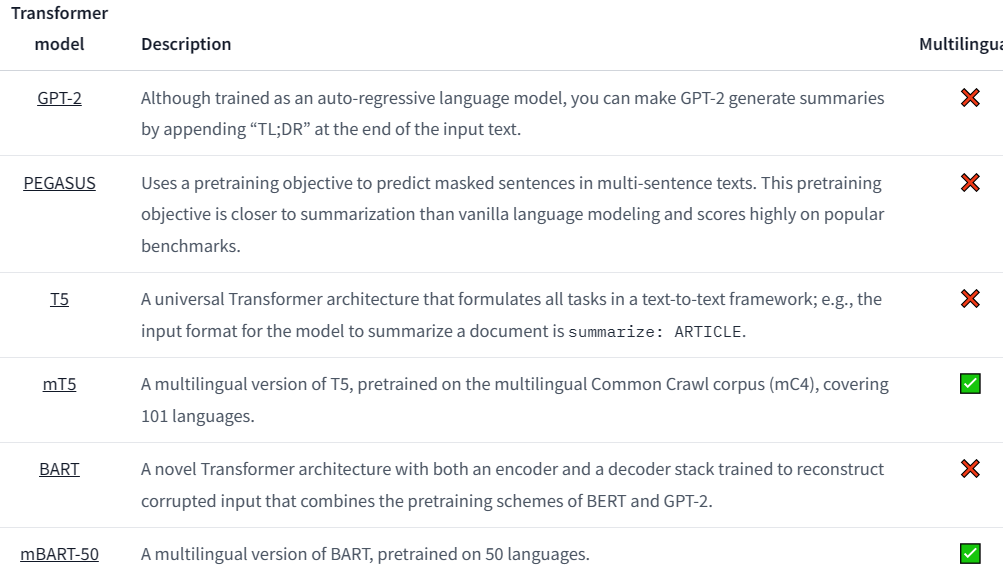 Transformer
model Description Multilingua
GPT-2 Although trained as an auto-regressive language model, you can make GPT-2 generate summaries
by appending “TL;DR” at the end of the input text.
PEGASUS Uses a pretraining objective to predict masked sentences in multi-sentence texts. This pretraining
objective is closer to summarization than vanilla language modeling and scores highly on popular
benchmarks.
T5 A universal Transformer architecture that formulates all tasks in a text-to-text framework; e.g., the
input format for the model to summarize a document is summarize: ARTICLE.
mT5 A multilingual version of T5, pretrained on the multilingual Common Crawl corpus (mC4), covering
101 languages.
BART A novel Transformer architecture with both an encoder and a decoder stack trained to reconstruct
corrupted input that combines the pretraining schemes of BERT and GPT-2.
mBART-50 A multilingual version of BART, pretrained on 50 languages.